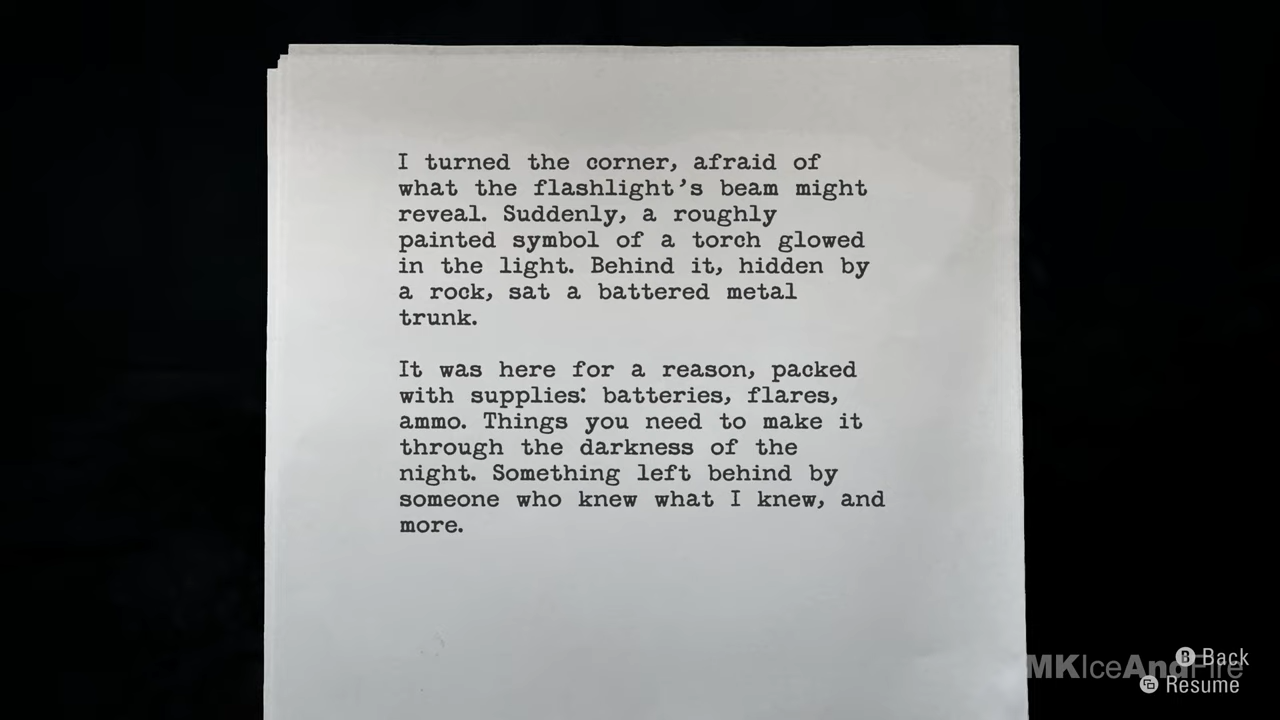 I turned the corner, afraid of
what the flashlight’s beam might
reveal. Suddenly, a roughly
painted symbol of a torch glowed
in the light. Behind it, hidden by
a rock, sat a battered metal
trunk.
It was here for a reason, packed
with supplies: batteries, flares,
ammo. Things you need to make it
through the darkness of the
night. Something left behind by
someone who knew what I knew, and
more.
MKIceAndFire
B Back
Resume